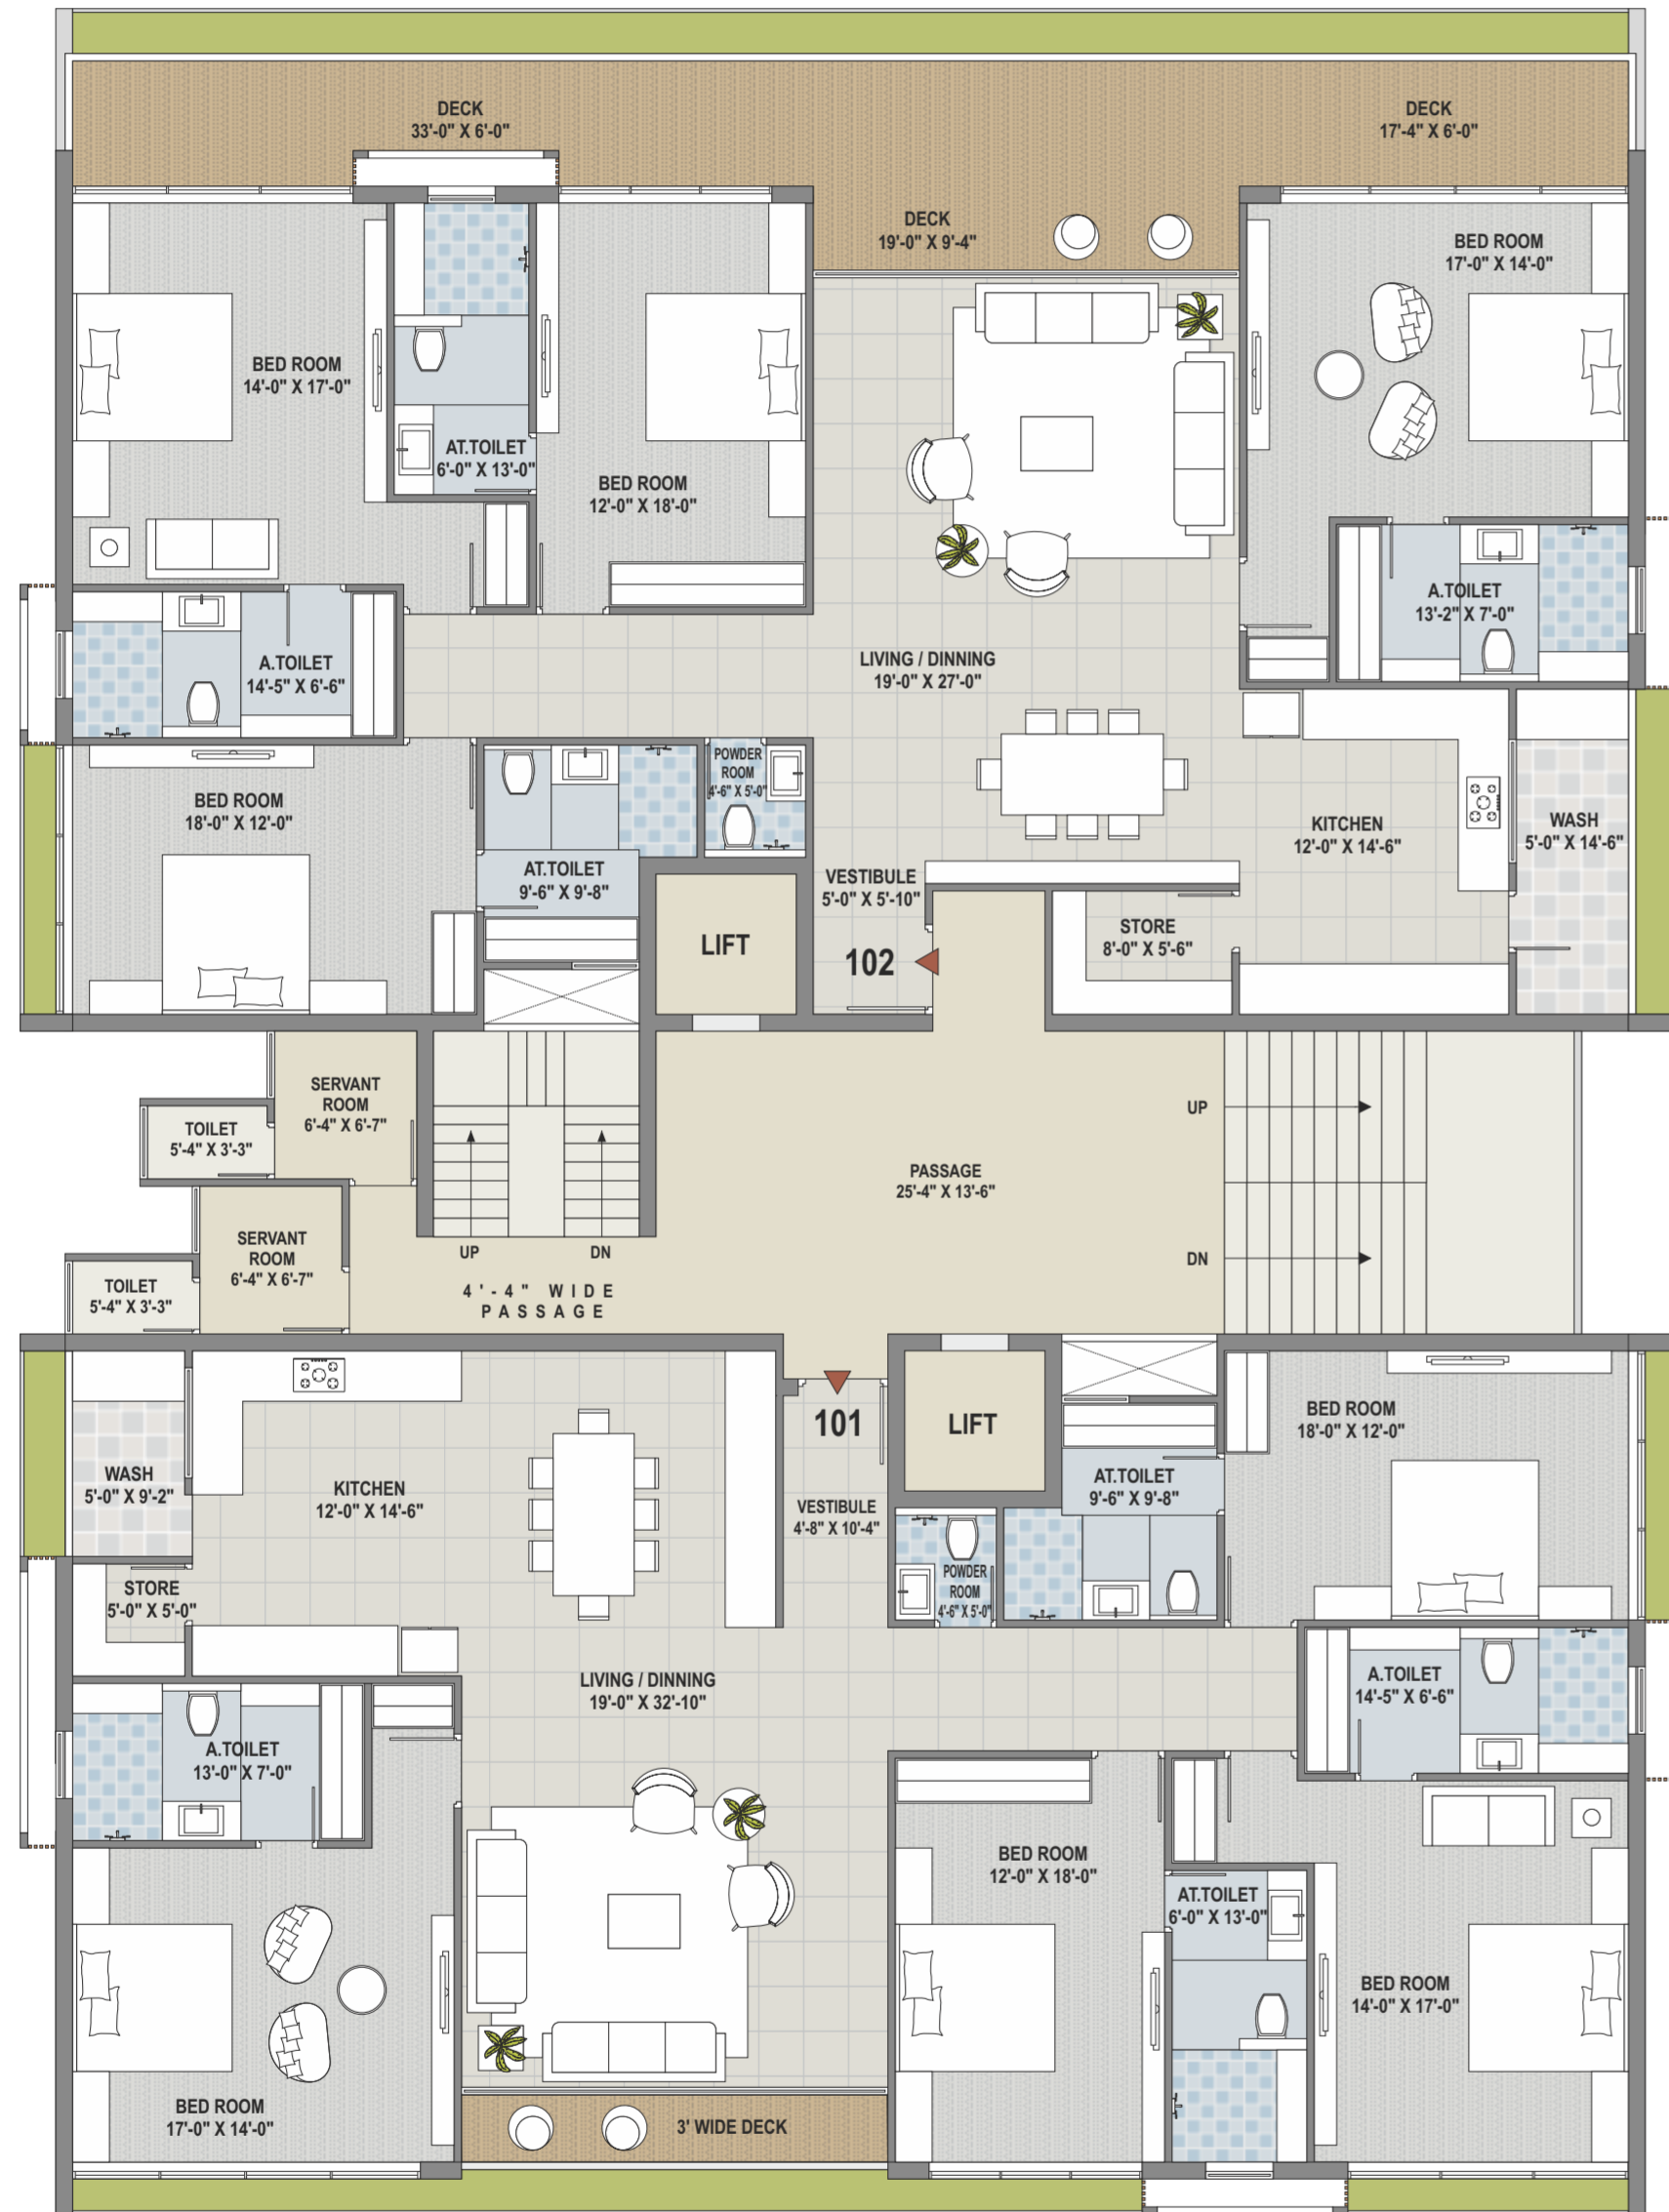 DECK
33'-0" X 6'-0"
DECK
17'-4" X 6'-0"
DECK
19'-0" X 9'-4"
BED ROOM
17'-0" X 14'-0"
BED ROOM
14'-0" X 17'-0"
AT.TOILET
6'-0" X 13'-0"
BED ROOM
12'-0" X 18'-0"
A.TOILET
13'-2" X 7'-0"
A.TOILET
14'-5" X 6'-6"
LIVING / DINNING
19'-0" X 27'-0"
POWDER
ROOM
4'-6" X 5'-0"
BED ROOM
18'-0" X 12'-0"
KITCHEN
12'-0" X 14'-6"
WASH
5'-0" X 14'-6"
AT.TOILET
9'-6" X 9'-8"
VESTIBULE
5'-0" X 5'-10"
STORE
8'-0" X 5'-6"
LIFT
102
SERVANT
ROOM
6'-4" X 6'-7"
TOILET
5'-4" X 3'-3"
UP
PASSAGE
25'-4" X 13'-6"
SERVANT
ROOM
6'-4" X 6'-7"
UP
DN
DN
TOILET
5'-4" X 3'-3"
4'-4" WIDE
PASSAGE
101
LIFT
BED ROOM
18'-0" X 12'-0"
WASH
5'-0" X 9'-2"
KITCHEN
12'-0" X 14'-6"
AT.TOILET
9'-6" X 9'-8"
VESTIBULE
4'-8" X 10'-4"
POWDER
ROOM
4'-6" X 5'-0"
STORE
5'-0" X 5'-0"
LIVING / DINNING
19'-0" X 32'-10"
A.TOILET
14'-5" X 6'-6"
A.TOILET
13'-0" X 7'-0"
BED ROOM
12'-0" X 18'-0"
AT.TOILET
6'-0" X 13'-0"
BED ROOM
14'-0" X 17'-0"
BED ROOM
17'-0" X 14'-0"
3' WIDE DECK